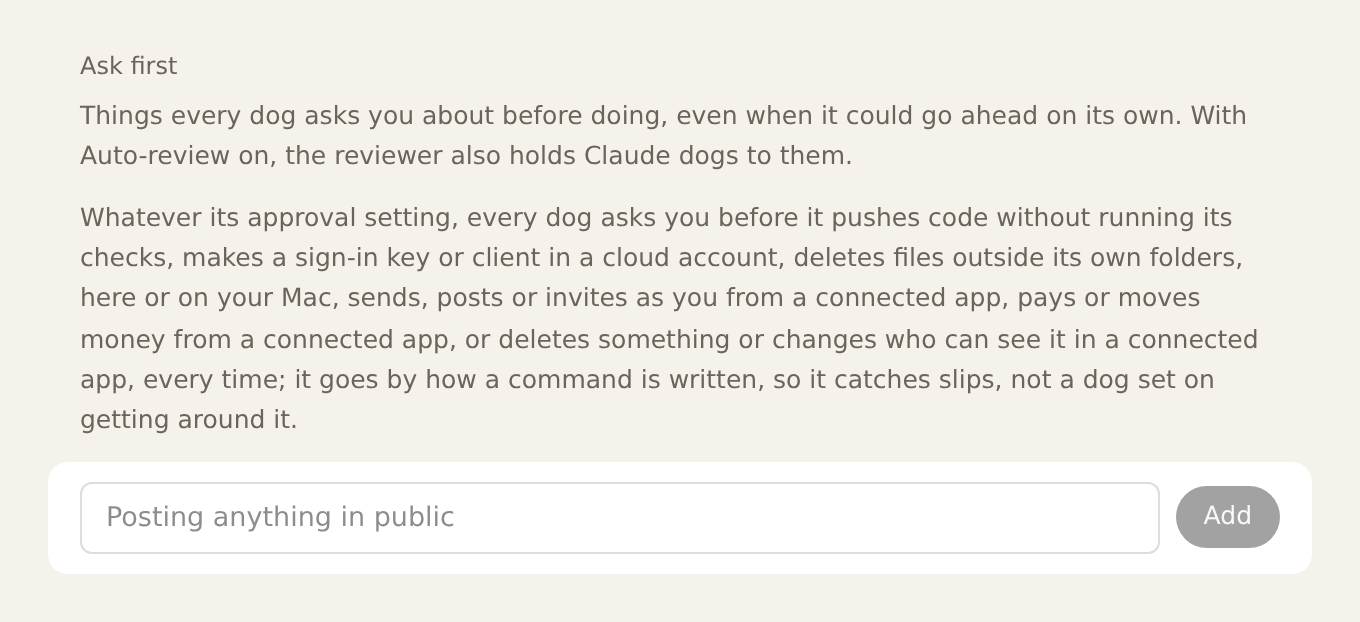 Ask first
Things every dog asks you about before doing, even when it could go ahead on its own. With
Auto-review on, the reviewer also holds Claude dogs to them.
Whatever its approval setting, every dog asks you before it pushes code without running its
checks, makes a sign-in key or client in a cloud account, deletes files outside its own folders,
here or on your Mac, sends, posts or invites as you from a connected app, pays or moves
money from a connected app, or deletes something or changes who can see it in a connected
app, every time; it goes by how a command is written, so it catches slips, not a dog set on
getting around it.
Posting anything in public
Add